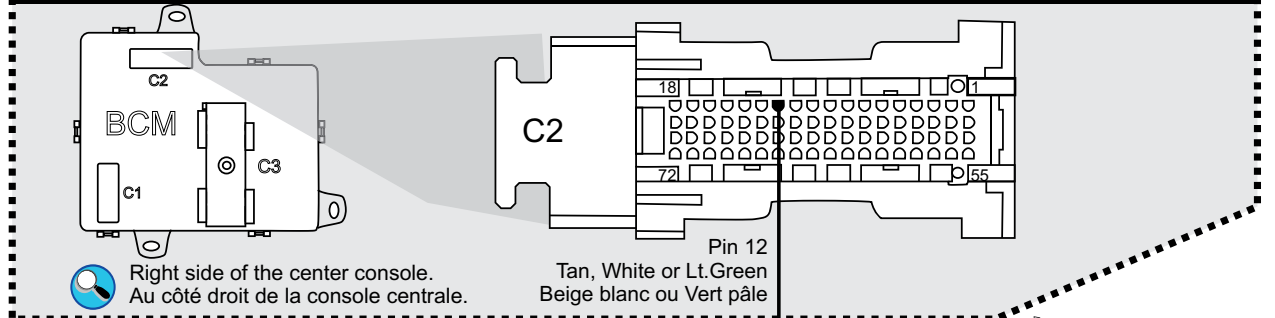 C2
BCM
C3
C1
C2
18
1
72
55
Pin 12
Tan, White or Lt.Green
Beige blanc ou Vert pâle
Right side of the center console.
Au côté droit de la console centrale.